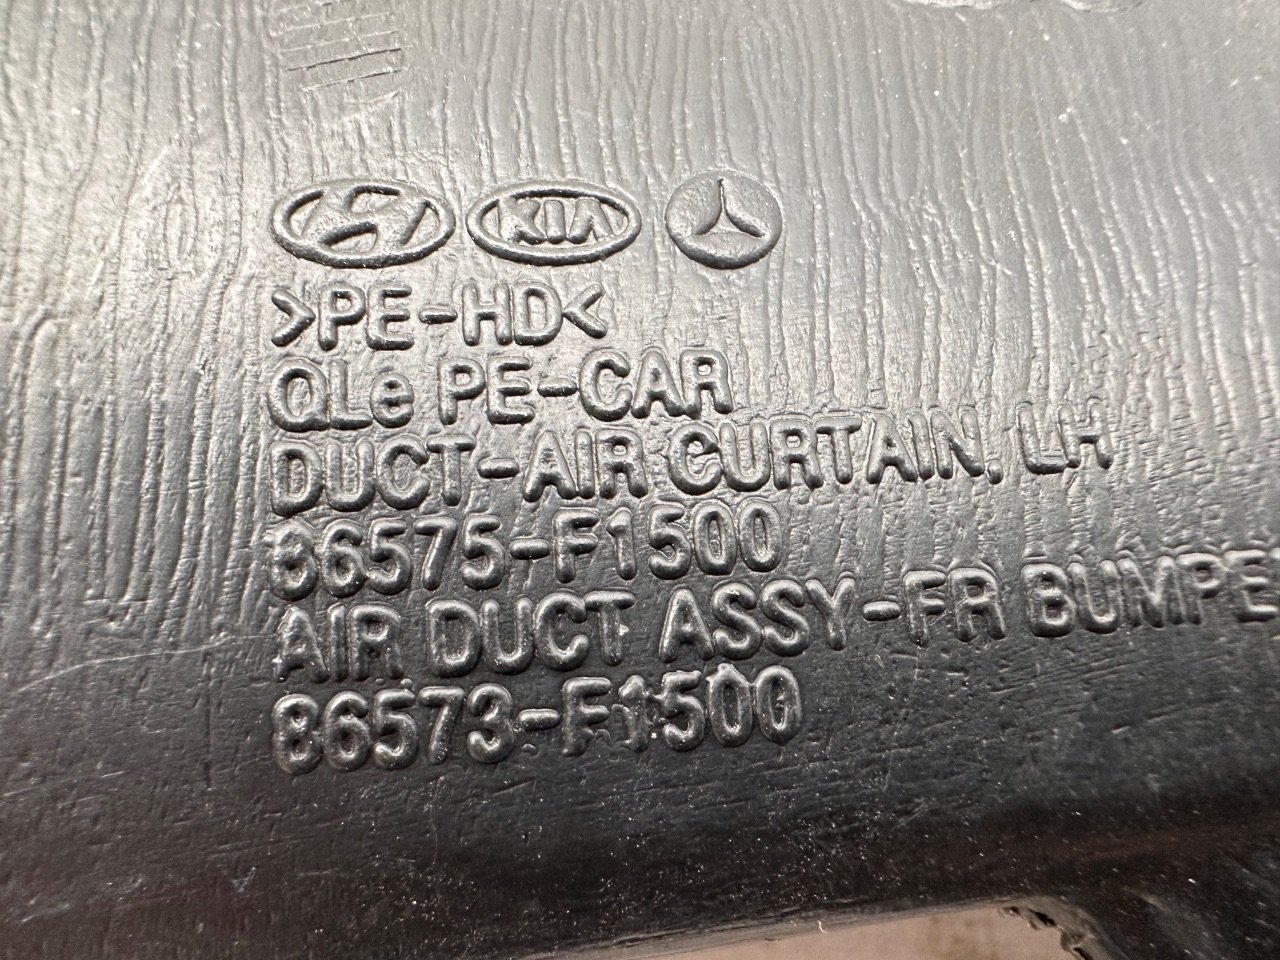 KIA
>PE-HD<
QLe PE-CAR
DUCT-AIR CURTAIN, LH
86575-F1500
AIR DUCT ASSY-FR BUMPE
86573-F1500